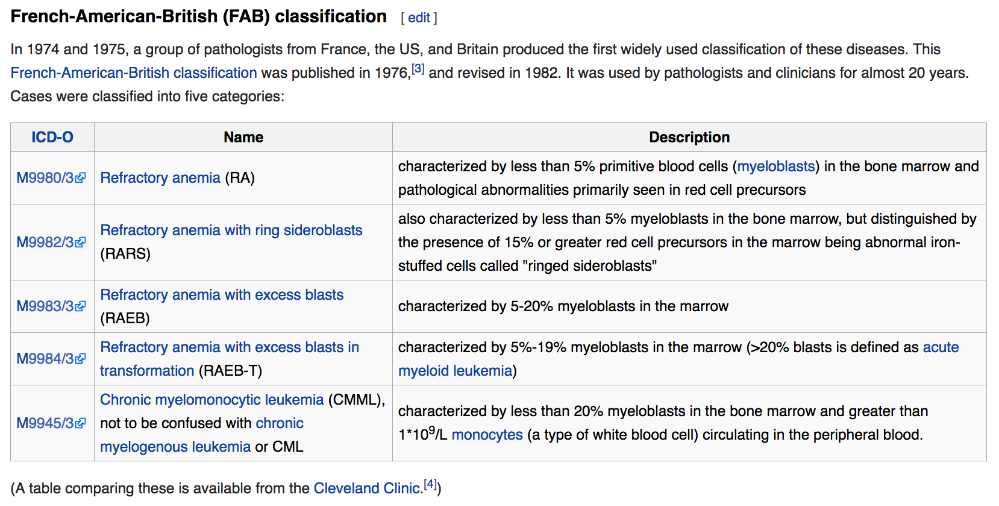 French-American-British (FAB) classification [ edit ]
In 1974 and 1975, a group of pathologists from France, the US, and Britain produced the first widely used classification of these diseases. This
French-American-British classification was published in 1976,[3] and revised in 1982. It was used by pathologists and clinicians for almost 20 years.
Cases were classified into five categories:
ICD-O Name Description
M9980/3 Refractory anemia (RA) characterized by less than 5% primitive blood cells (myeloblasts) in the bone marrow and
pathological abnormalities primarily seen in red cell precursors
M9982/3 Refractory anemia with ring sideroblasts
(RARS)
also characterized by less than 5% myeloblasts in the bone marrow, but distinguished by
the presence of 15% or greater red cell precursors in the marrow being abnormal iron-
stuffed cells called "ringed sideroblasts"
M9983/3 Refractory anemia with excess blasts
(RAEB)
characterized by 5-20% myeloblasts in the marrow
M9984/3 Refractory anemia with excess blasts in
transformation (RAEB-T)
characterized by 5%-19% myeloblasts in the marrow (>20% blasts is defined as acute
myeloid leukemia)
M9945/3 Chronic myelomonocytic leukemia (CMML),
not to be confused with chronic
myelogenous leukemia or CML
characterized by less than 20% myeloblasts in the bone marrow and greater than
1*10⁹/L monocytes (a type of white blood cell) circulating in the peripheral blood.
(A table comparing these is available from the Cleveland Clinic.[4])